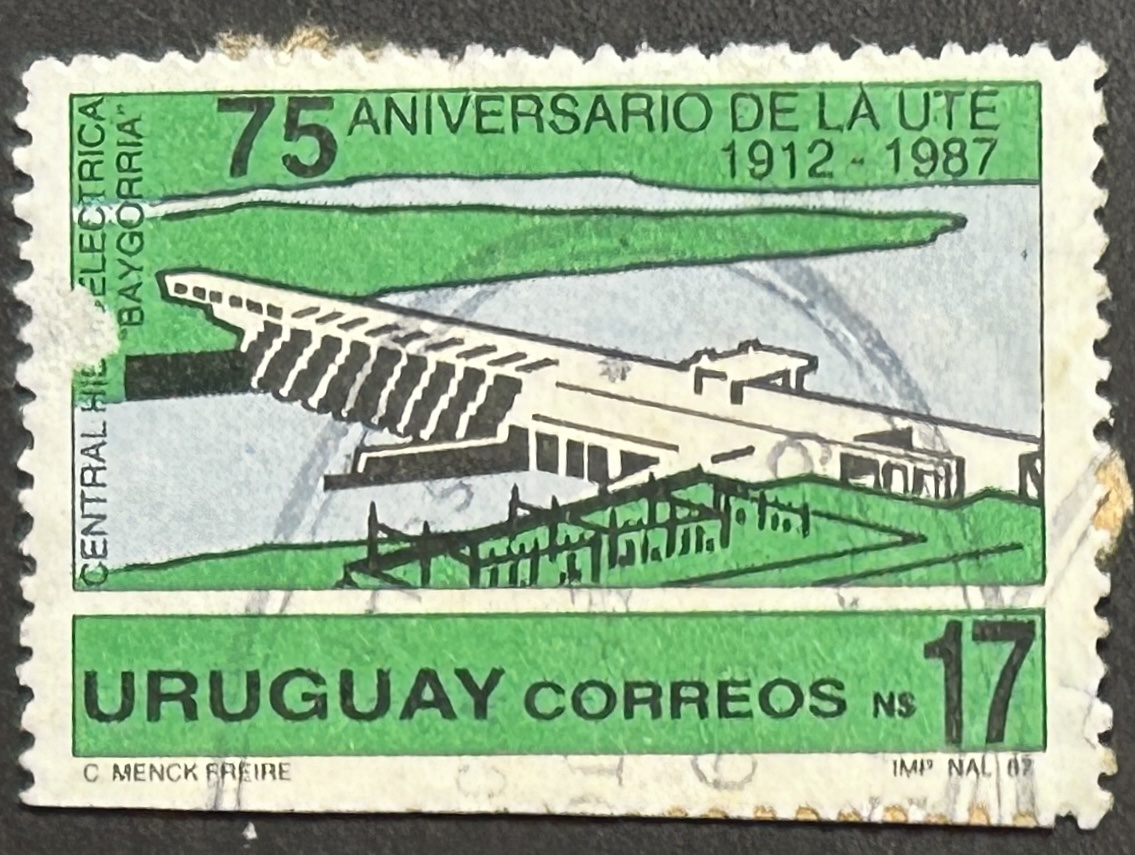 75 ANIVERSARIO DE LA UTE
1912 - 1987
CENTRAL HI ELECTRICA
"BAYGORRIA"
URUGUAY CORREOS N$ 17
C. MENCK FREIRE
IMP. NAL. 87